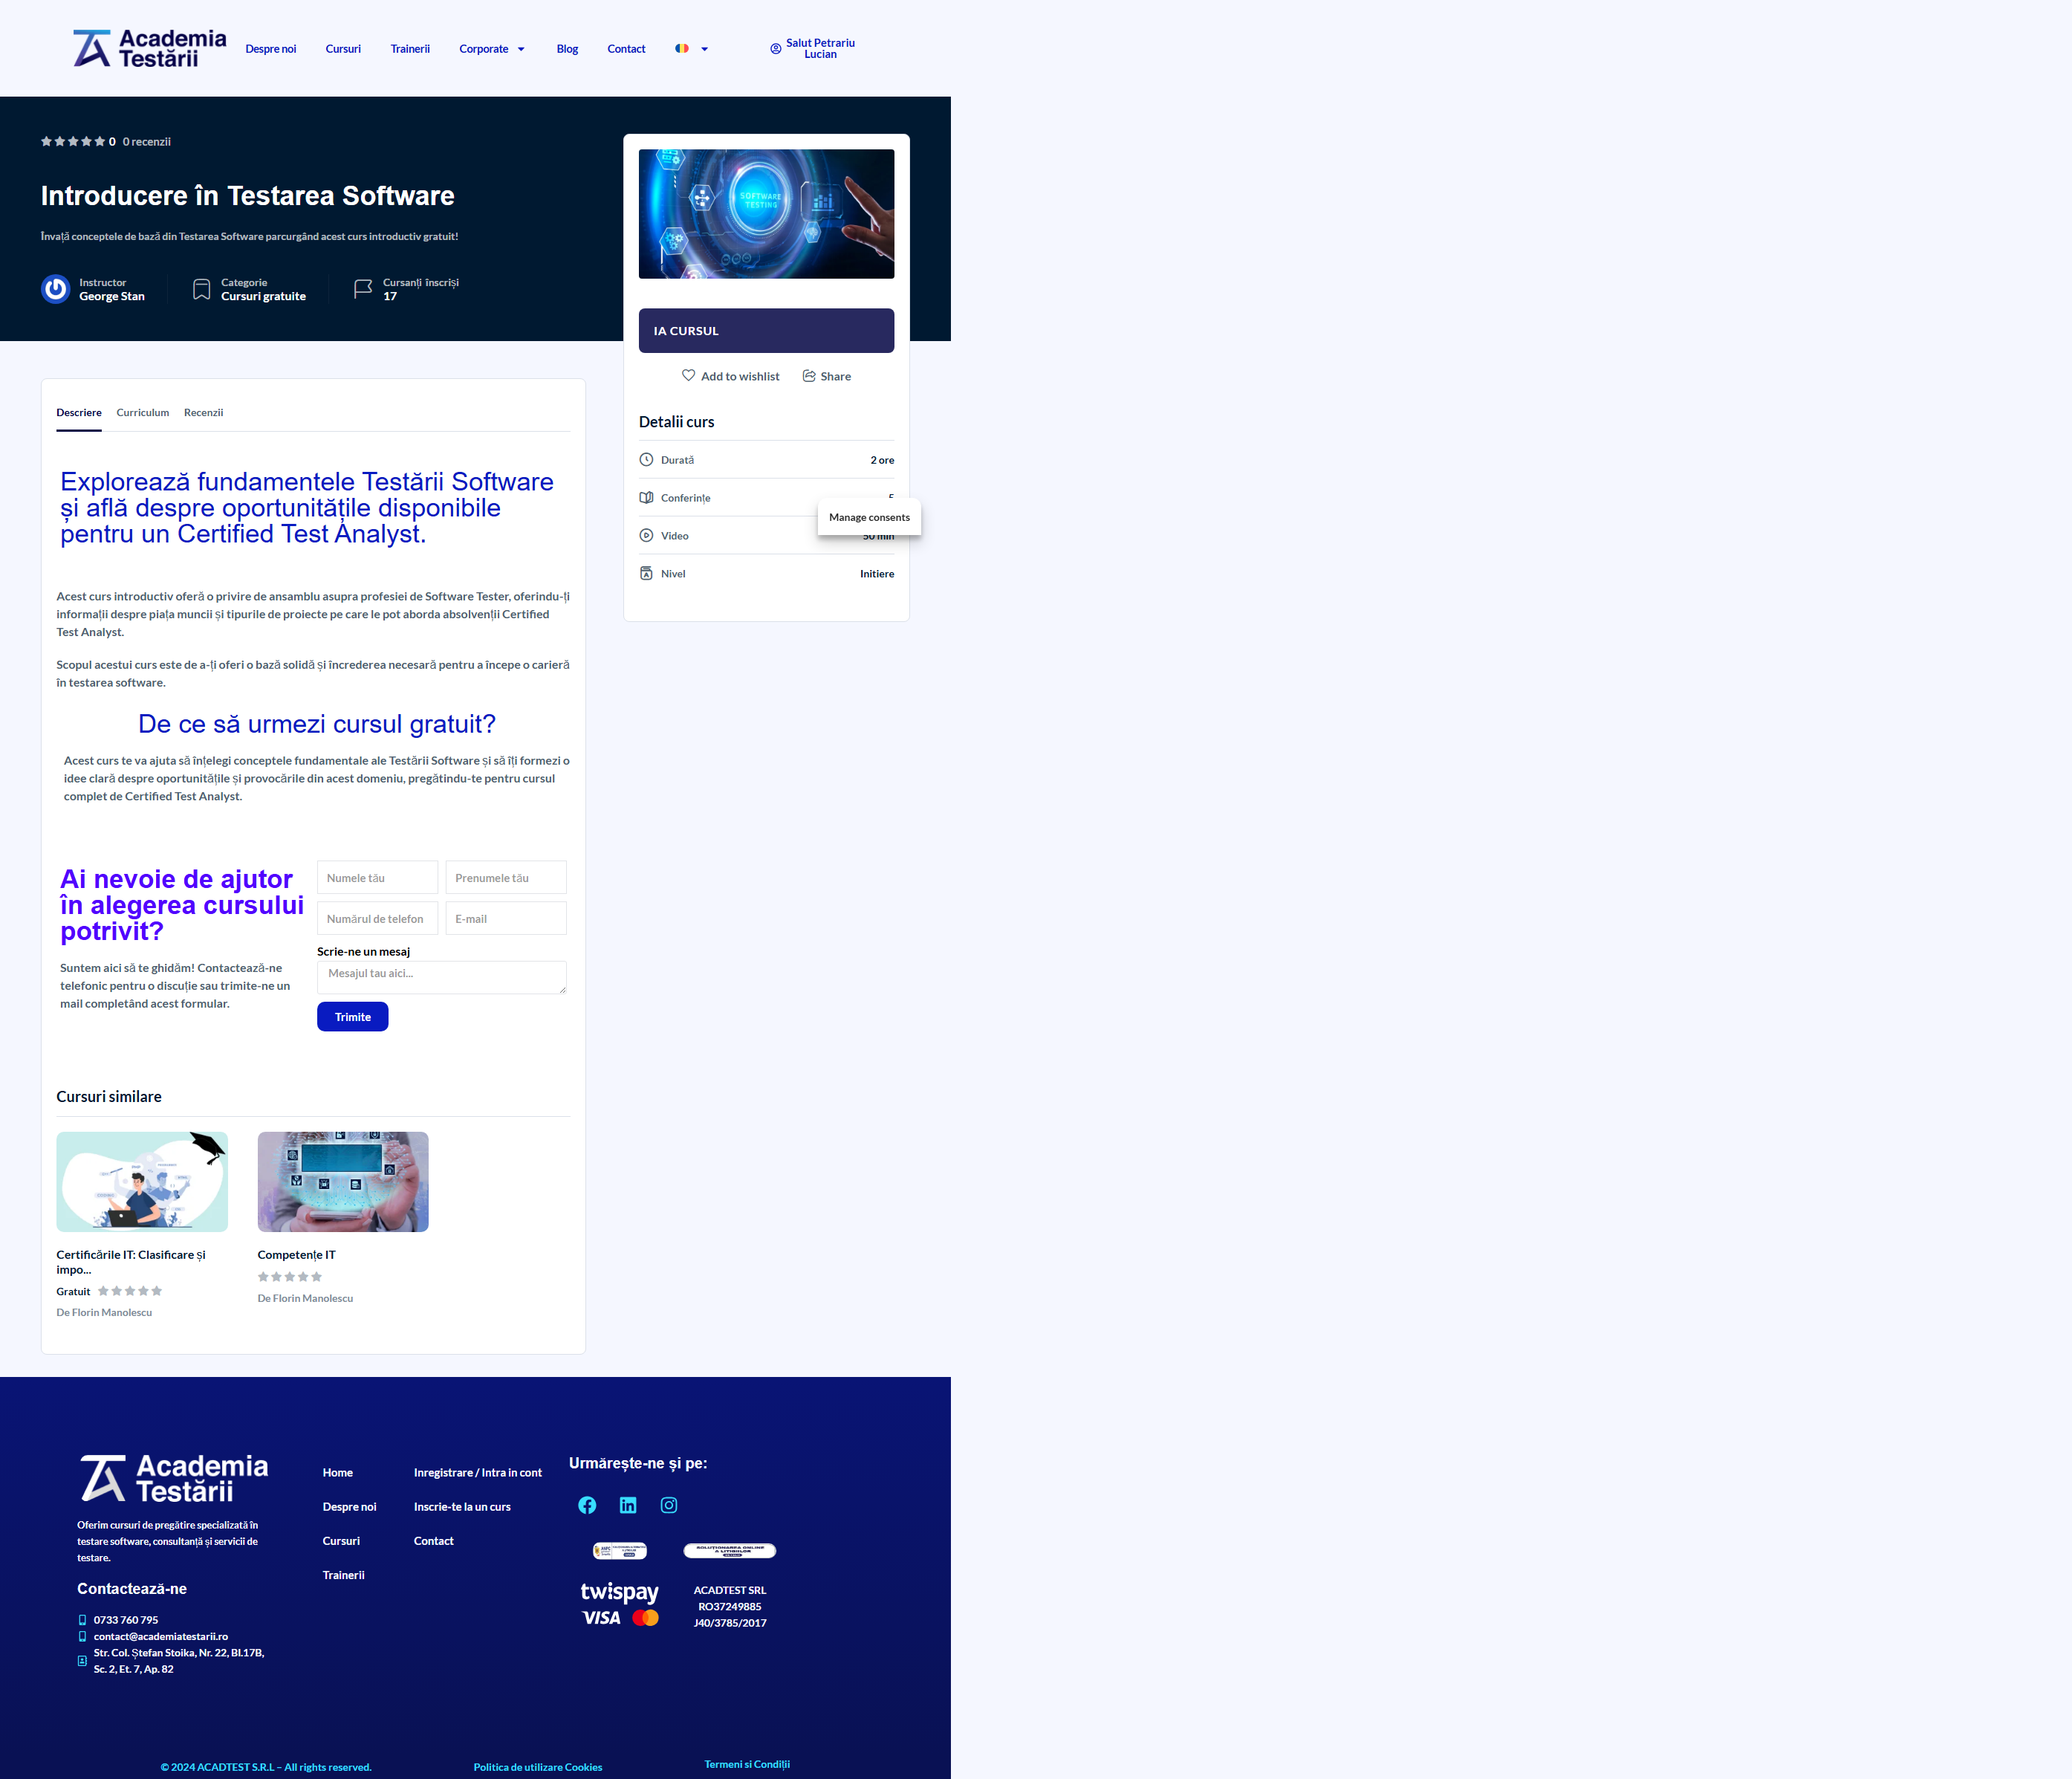 Academia
Testării
Despre noi
Cursuri
Trainerii
Corporate
Blog
Contact
Salut Petrariu
Lucian
0 0 recenzii
Introducere în Testarea Software
Învață conceptele de bază din Testarea Software parcurgând acest curs introductiv gratuit!
Instructor
George Stan
Categorie
Cursuri gratuite
Cursanți înscriși
17
SOFTWARE
TESTING
IA CURSUL
Add to wishlist
Share
Detalii curs
Durată 2 ore
Conferințe
Manage consents
Video 50 min
Nivel Initiere
Descriere
Curriculum
Recenzii
Explorează fundamentele Testării Software
și află despre oportunitățile disponibile
pentru un Certified Test Analyst.
Acest curs introductiv oferă o privire de ansamblu asupra profesiei de Software Tester, oferindu-ți
informații despre piața muncii și tipurile de proiecte pe care le pot aborda absolvenții Certified
Test Analyst.
Scopul acestui curs este de a-ți oferi o bază solidă și încrederea necesară pentru a începe o carieră
în testarea software.
De ce să urmezi cursul gratuit?
Acest curs te va ajuta să înțelegi conceptele fundamentale ale Testării Software și să îți formezi o
idee clară despre oportunitățile și provocările din acest domeniu, pregătindu-te pentru cursul
complet de Certified Test Analyst.
Ai nevoie de ajutor
în alegerea cursului
potrivit?
Suntem aici să te ghidăm! Contactează-ne
telefonic pentru o discuție sau trimite-ne un
mail completând acest formular.
Numele tău
Prenumele tău
Numărul de telefon
E-mail
Scrie-ne un mesaj
Mesajul tau aici...
Trimite
Cursuri similare
Certificările IT: Clasificare și
impo...
Gratuit
De Florin Manolescu
Competențe IT
De Florin Manolescu
Academia
Testării
Oferim cursuri de pregătire specializată în
testare software, consultanță și servicii de
testare.
Contactează-ne
0733 760 795
contact@academiatestarii.ro
Str. Col. Ștefan Stoika, Nr. 22, Bl.17B,
Sc. 2, Et. 7, Ap. 82
Home
Despre noi
Cursuri
Trainerii
Inregistrare / Intra in cont
Inscrie-te la un curs
Contact
Urmărește-ne și pe:
SOLUȚIONAREA ONLINE
A LITIGIILOR
twispay
VISA
ACADTEST SRL
RO37249885
J40/3785/2017
© 2024 ACADTEST S.R.L – All rights reserved.
Politica de utilizare Cookies
Termeni si Condiții